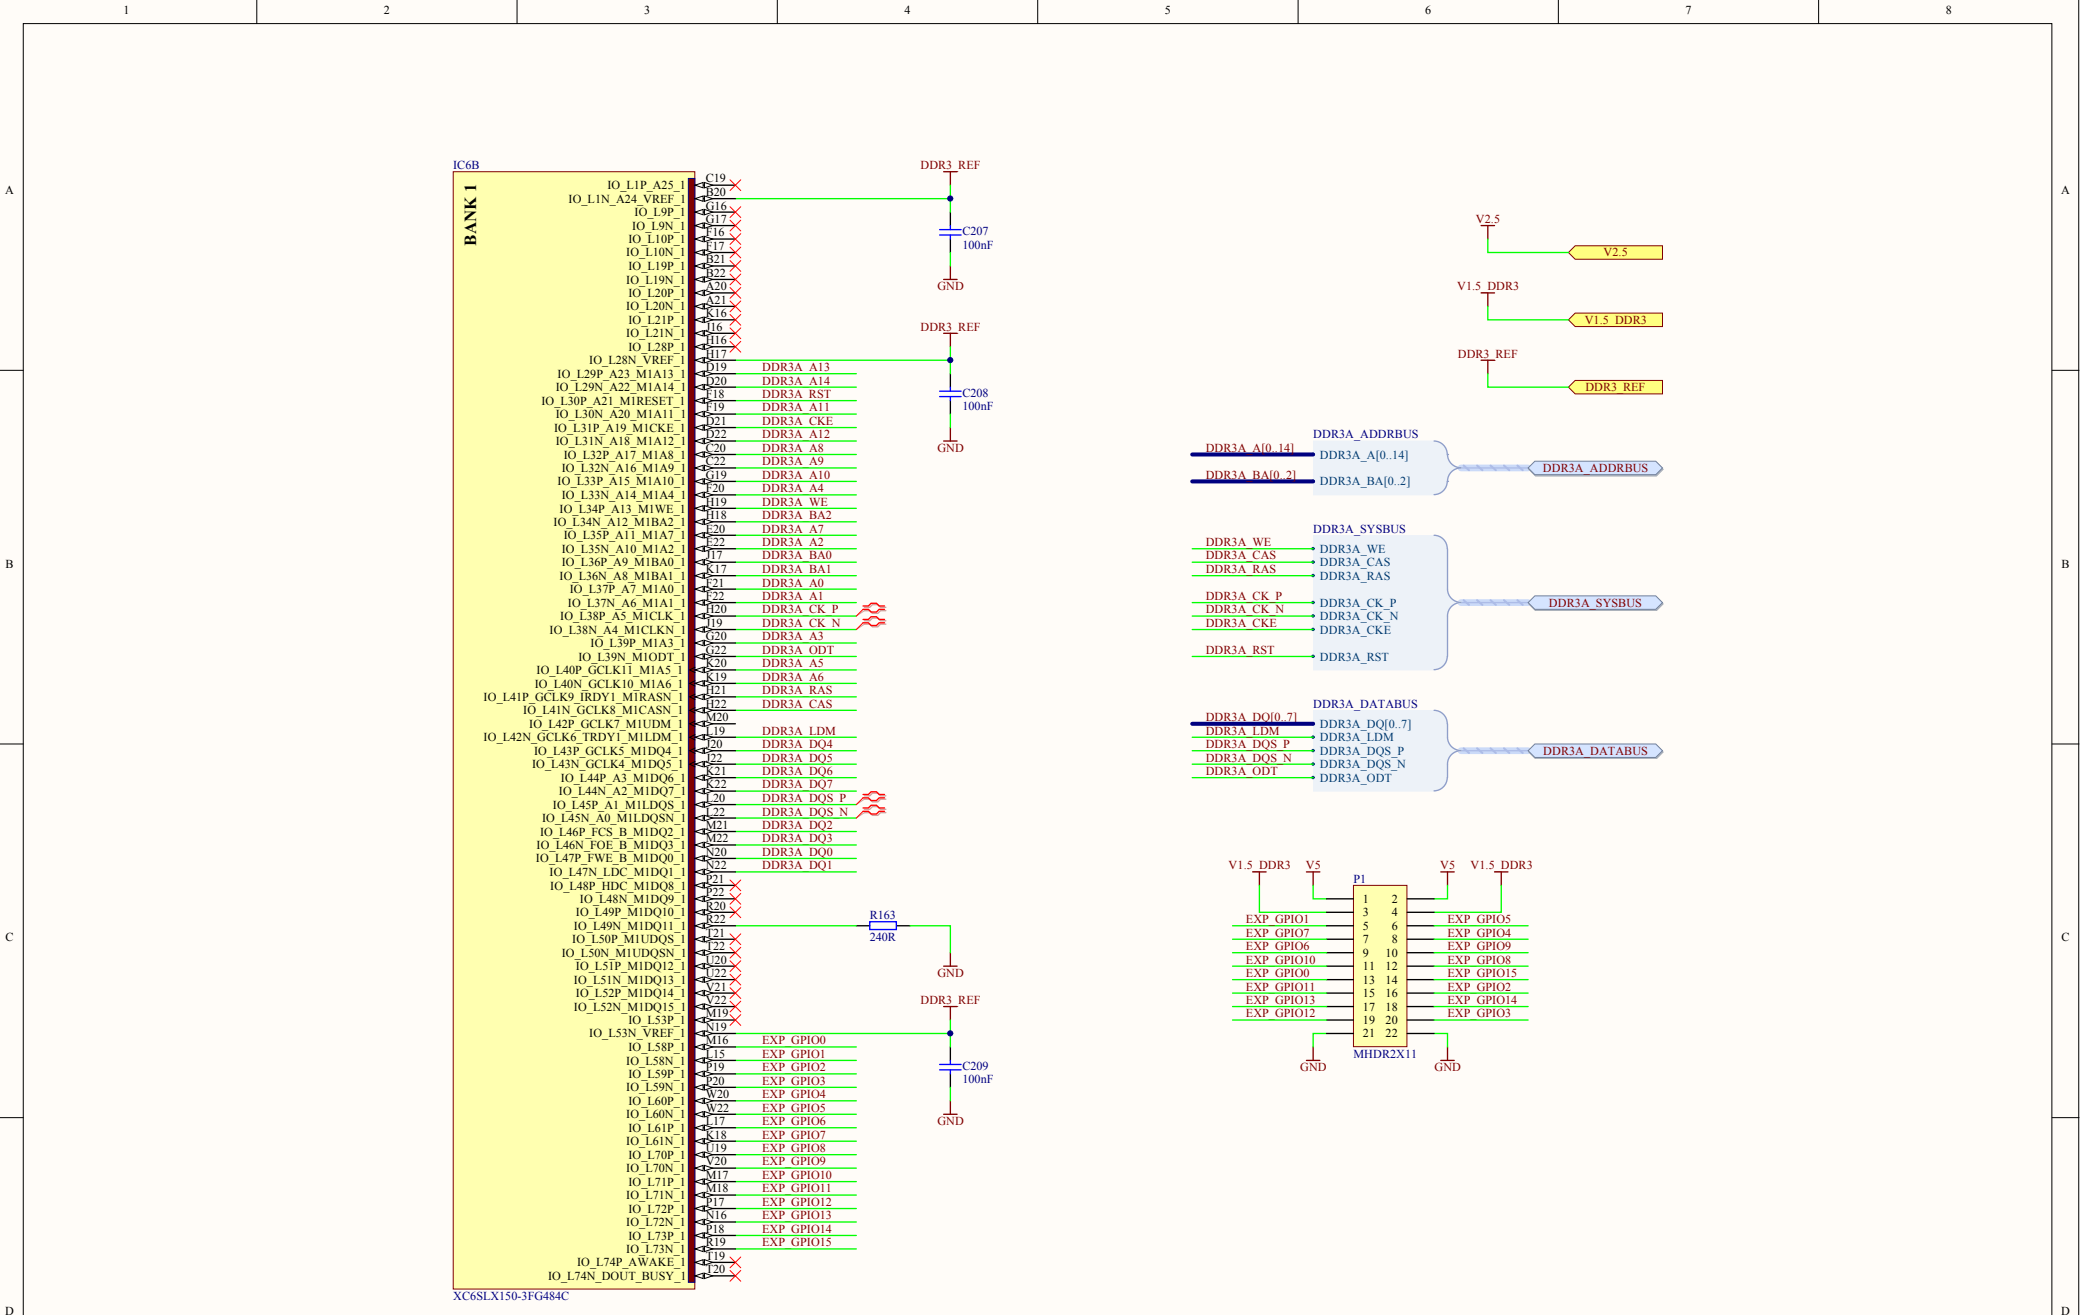 1 2 3 4 5 6 7 8
A A
B B
C C
D D
IC6B
BANK 1
IO_L1P_A25_1 C19
IO_L1N_A24_VREF_1 B20
IO_L9P_1 G16
IO_L9N_1 G17
IO_L10P_1 F16
IO_L10N_1 F17
IO_L19P_1 B21
IO_L19N_1 B22
IO_L20P_1 A20
IO_L20N_1 A21
IO_L21P_1 K16
IO_L21N_1 J16
IO_L28P_1 H16
IO_L28N_VREF_1 H17
IO_L29P_A23_M1A13_1 D19 DDR3A_A13
IO_L29N_A22_M1A14_1 D20 DDR3A_A14
IO_L30P_A21_M1RESET_1 F18 DDR3A_RST
IO_L30N_A20_M1A11_1 F19 DDR3A_A11
IO_L31P_A19_M1CKE_1 D21 DDR3A_CKE
IO_L31N_A18_M1A12_1 D22 DDR3A_A12
IO_L32P_A17_M1A8_1 C20 DDR3A_A8
IO_L32N_A16_M1A9_1 C22 DDR3A_A9
IO_L33P_A15_M1A10_1 G19 DDR3A_A10
IO_L33N_A14_M1A4_1 F20 DDR3A_A4
IO_L34P_A13_M1WE_1 H19 DDR3A_WE
IO_L34N_A12_M1BA2_1 H18 DDR3A_BA2
IO_L35P_A11_M1A7_1 E20 DDR3A_A7
IO_L35N_A10_M1A2_1 E22 DDR3A_A2
IO_L36P_A9_M1BA0_1 J17 DDR3A_BA0
IO_L36N_A8_M1BA1_1 K17 DDR3A_BA1
IO_L37P_A7_M1A0_1 F21 DDR3A_A0
IO_L37N_A6_M1A1_1 F22 DDR3A_A1
IO_L38P_A5_M1CLK_1 H20 DDR3A_CK_P
IO_L38N_A4_M1CLKN_1 J19 DDR3A_CK_N
IO_L39P_M1A3_1 G20 DDR3A_A3
IO_L39N_M1ODT_1 G22 DDR3A_ODT
IO_L40P_GCLK11_M1A5_1 K20 DDR3A_A5
IO_L40N_GCLK10_M1A6_1 K19 DDR3A_A6
IO_L41P_GCLK9_IRDY1_M1RASN_1 H21 DDR3A_RAS
IO_L41N_GCLK8_M1CASN_1 H22 DDR3A_CAS
IO_L42P_GCLK7_M1UDM_1 M20
IO_L42N_GCLK6_TRDY1_M1LDM_1 L19 DDR3A_LDM
IO_L43P_GCLK5_M1DQ4_1 J20 DDR3A_DQ4
IO_L43N_GCLK4_M1DQ5_1 J22 DDR3A_DQ5
IO_L44P_A3_M1DQ6_1 K21 DDR3A_DQ6
IO_L44N_A2_M1DQ7_1 K22 DDR3A_DQ7
IO_L45P_A1_M1LDQS_1 L20 DDR3A_DQS_P
IO_L45N_A0_M1LDQSN_1 L22 DDR3A_DQS_N
IO_L46P_FCS_B_M1DQ2_1 M21 DDR3A_DQ2
IO_L46N_FOE_B_M1DQ3_1 M22 DDR3A_DQ3
IO_L47P_FWE_B_M1DQ0_1 N20 DDR3A_DQ0
IO_L47N_LDC_M1DQ1_1 N22 DDR3A_DQ1
IO_L48P_HDC_M1DQ8_1 P21
IO_L48N_M1DQ9_1 P22
IO_L49P_M1DQ10_1 R20
IO_L49N_M1DQ11_1 R22
IO_L50P_M1UDQS_1 T21
IO_L50N_M1UDQSN_1 T22
IO_L51P_M1DQ12_1 U20
IO_L51N_M1DQ13_1 U22
IO_L52P_M1DQ14_1 V21
IO_L52N_M1DQ15_1 V22
IO_L53P_1 M19
IO_L53N_VREF_1 N19
IO_L58P_1 M16 EXP_GPIO0
IO_L58N_1 L15 EXP_GPIO1
IO_L59P_1 P19 EXP_GPIO2
IO_L59N_1 P20 EXP_GPIO3
IO_L60P_1 W20 EXP_GPIO4
IO_L60N_1 W22 EXP_GPIO5
IO_L61P_1 L17 EXP_GPIO6
IO_L61N_1 K18 EXP_GPIO7
IO_L70P_1 U19 EXP_GPIO8
IO_L70N_1 V20 EXP_GPIO9
IO_L71P_1 M17 EXP_GPIO10
IO_L71N_1 M18 EXP_GPIO11
IO_L72P_1 P17 EXP_GPIO12
IO_L72N_1 N16 EXP_GPIO13
IO_L73P_1 P18 EXP_GPIO14
IO_L73N_1 R19 EXP_GPIO15
IO_L74P_AWAKE_1 T19
IO_L74N_DOUT_BUSY_1 T20
XC6SLX150-3FG484C
DDR3_REF
C207
100nF
GND
DDR3_REF
C208
100nF
GND
R163
240R
GND
DDR3_REF
C209
100nF
GND
V2.5
V2.5
V1.5_DDR3
V1.5_DDR3
DDR3_REF
DDR3_REF
DDR3A_ADDRBUS
DDR3A_A[0..14] DDR3A_A[0..14]
DDR3A_ADDRBUS
DDR3A_BA[0..2] DDR3A_BA[0..2]
DDR3A_SYSBUS
DDR3A_WE DDR3A_WE
DDR3A_CAS DDR3A_CAS
DDR3A_RAS DDR3A_RAS
DDR3A_CK_P DDR3A_CK_P DDR3A_SYSBUS
DDR3A_CK_N DDR3A_CK_N
DDR3A_CKE DDR3A_CKE
DDR3A_RST DDR3A_RST
DDR3A_DATABUS
DDR3A_DQ[0..7] DDR3A_DQ[0..7]
DDR3A_LDM DDR3A_LDM
DDR3A_DQS_P DDR3A_DQS_P DDR3A_DATABUS
DDR3A_DQS_N DDR3A_DQS_N
DDR3A_ODT DDR3A_ODT
V1.5_DDR3 V5 V5 V1.5_DDR3
P1
1 2
3 4
EXP_GPIO1 5 6 EXP_GPIO5
EXP_GPIO7 7 8 EXP_GPIO4
EXP_GPIO6 9 10 EXP_GPIO9
EXP_GPIO10 11 12 EXP_GPIO8
EXP_GPIO0 13 14 EXP_GPIO15
EXP_GPIO11 15 16 EXP_GPIO2
EXP_GPIO13 17 18 EXP_GPIO14
EXP_GPIO12 19 20 EXP_GPIO3
21 22
MHDR2X11
GND GND